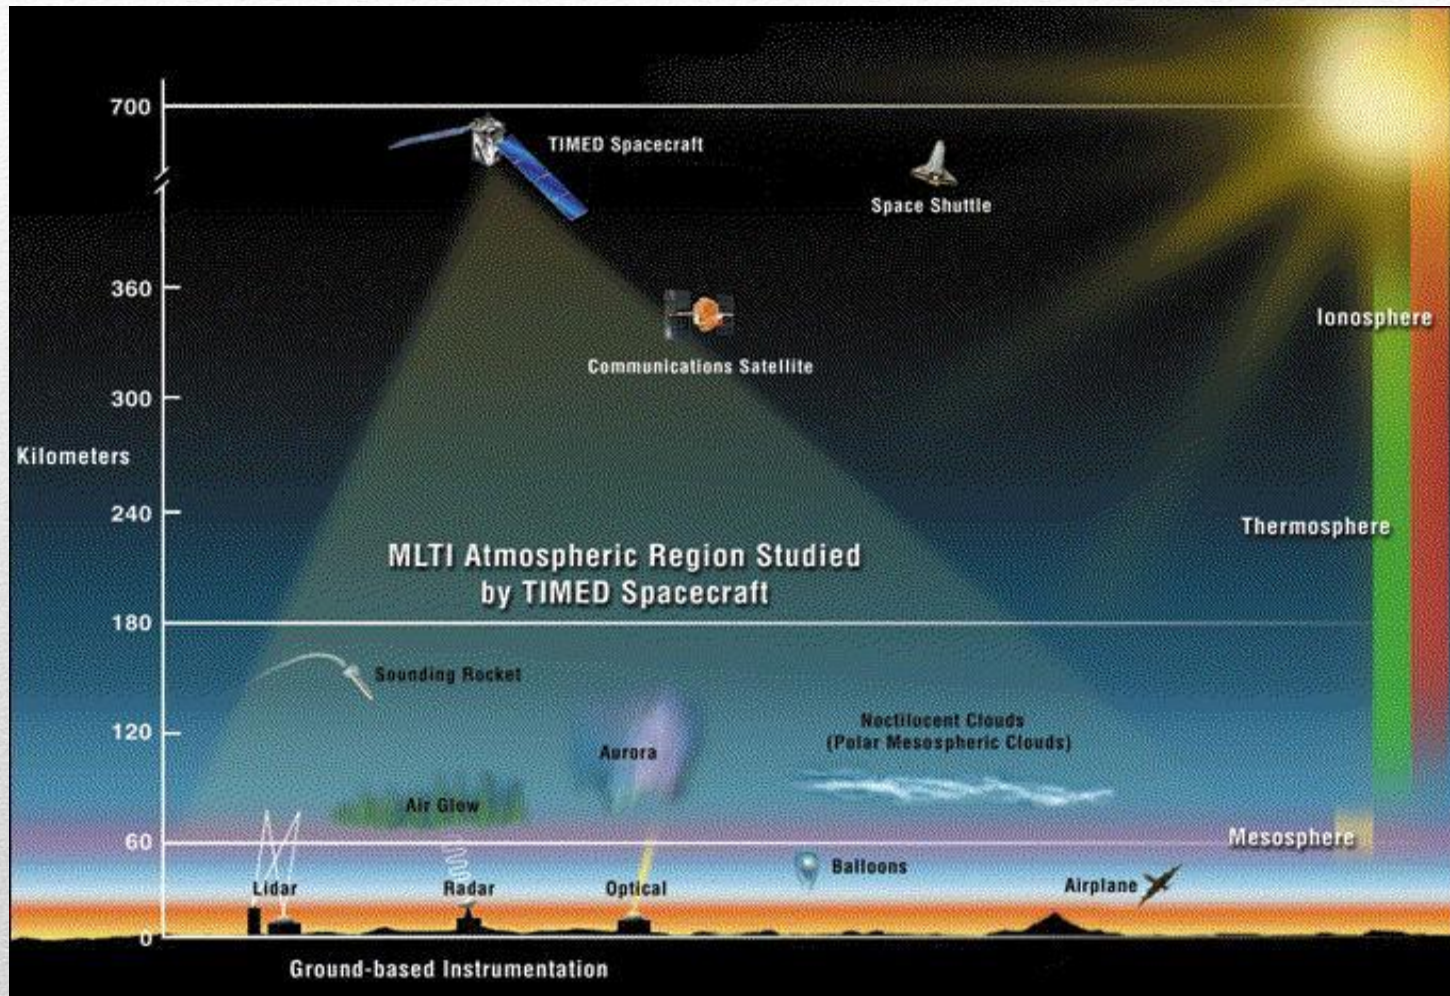 700
TIMED Spacecraft
Space Shuttle
360
Ionosphere
Communications Satellite
300
Kilometers
240
Thermosphere
MLTI Atmospheric Region Studied
by TIMED Spacecraft
180
Sounding Rocket
120
Noctilucent Clouds
(Polar Mesospheric Clouds)
Aurora
Air Glow
60
Mesosphere
Balloons
Lidar
Radar
Optical
Airplane
0
Ground-based Instrumentation